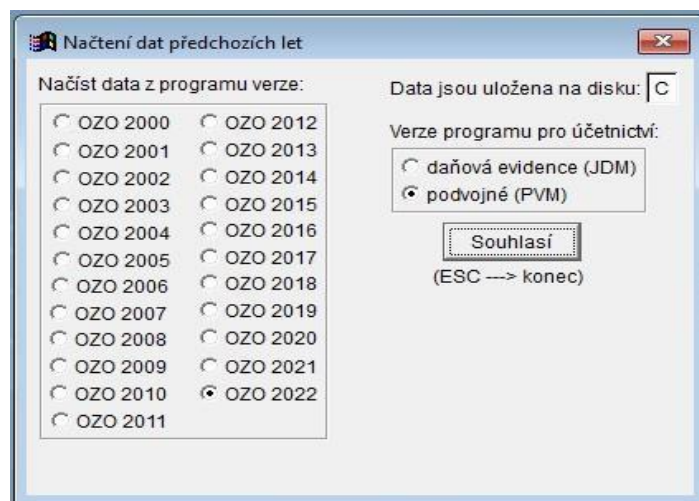 Načtení dat předchozích let
Načíst data z programu verze:
OZO 2000
OZO 2001
OZO 2002
OZO 2003
OZO 2004
OZO 2005
OZO 2006
OZO 2007
OZO 2008
OZO 2009
OZO 2010
OZO 2011
OZO 2012
OZO 2013
OZO 2014
OZO 2015
OZO 2016
OZO 2017
OZO 2018
OZO 2019
OZO 2020
OZO 2021
OZO 2022
Data jsou uložena na disku: C
Verze programu pro účetnictví:
daňová evidence (JDM)
podvojné (PVM)
Souhlasí
(ESC ---> konec)